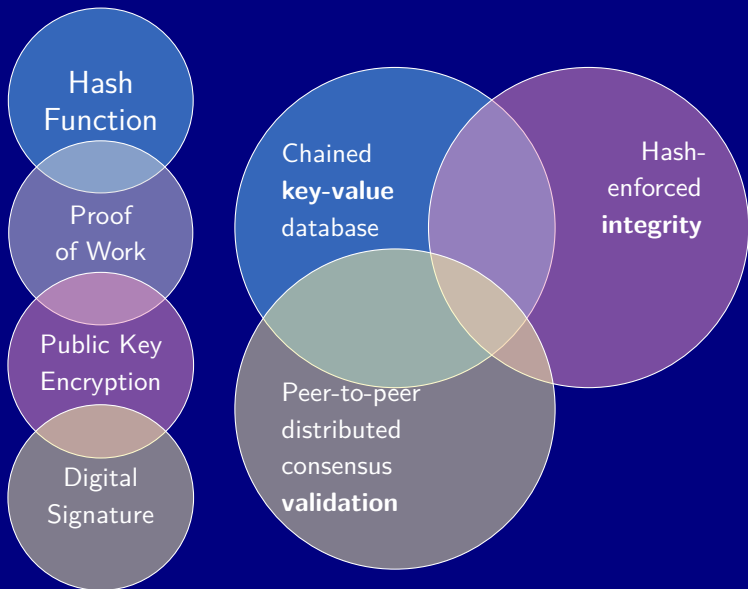 Hash
Function
Proof
of Work
Public Key
Encryption
Digital
Signature
Chained
key-value
database
Hash-
enforced
integrity
Peer-to-peer
distributed
consensus
validation